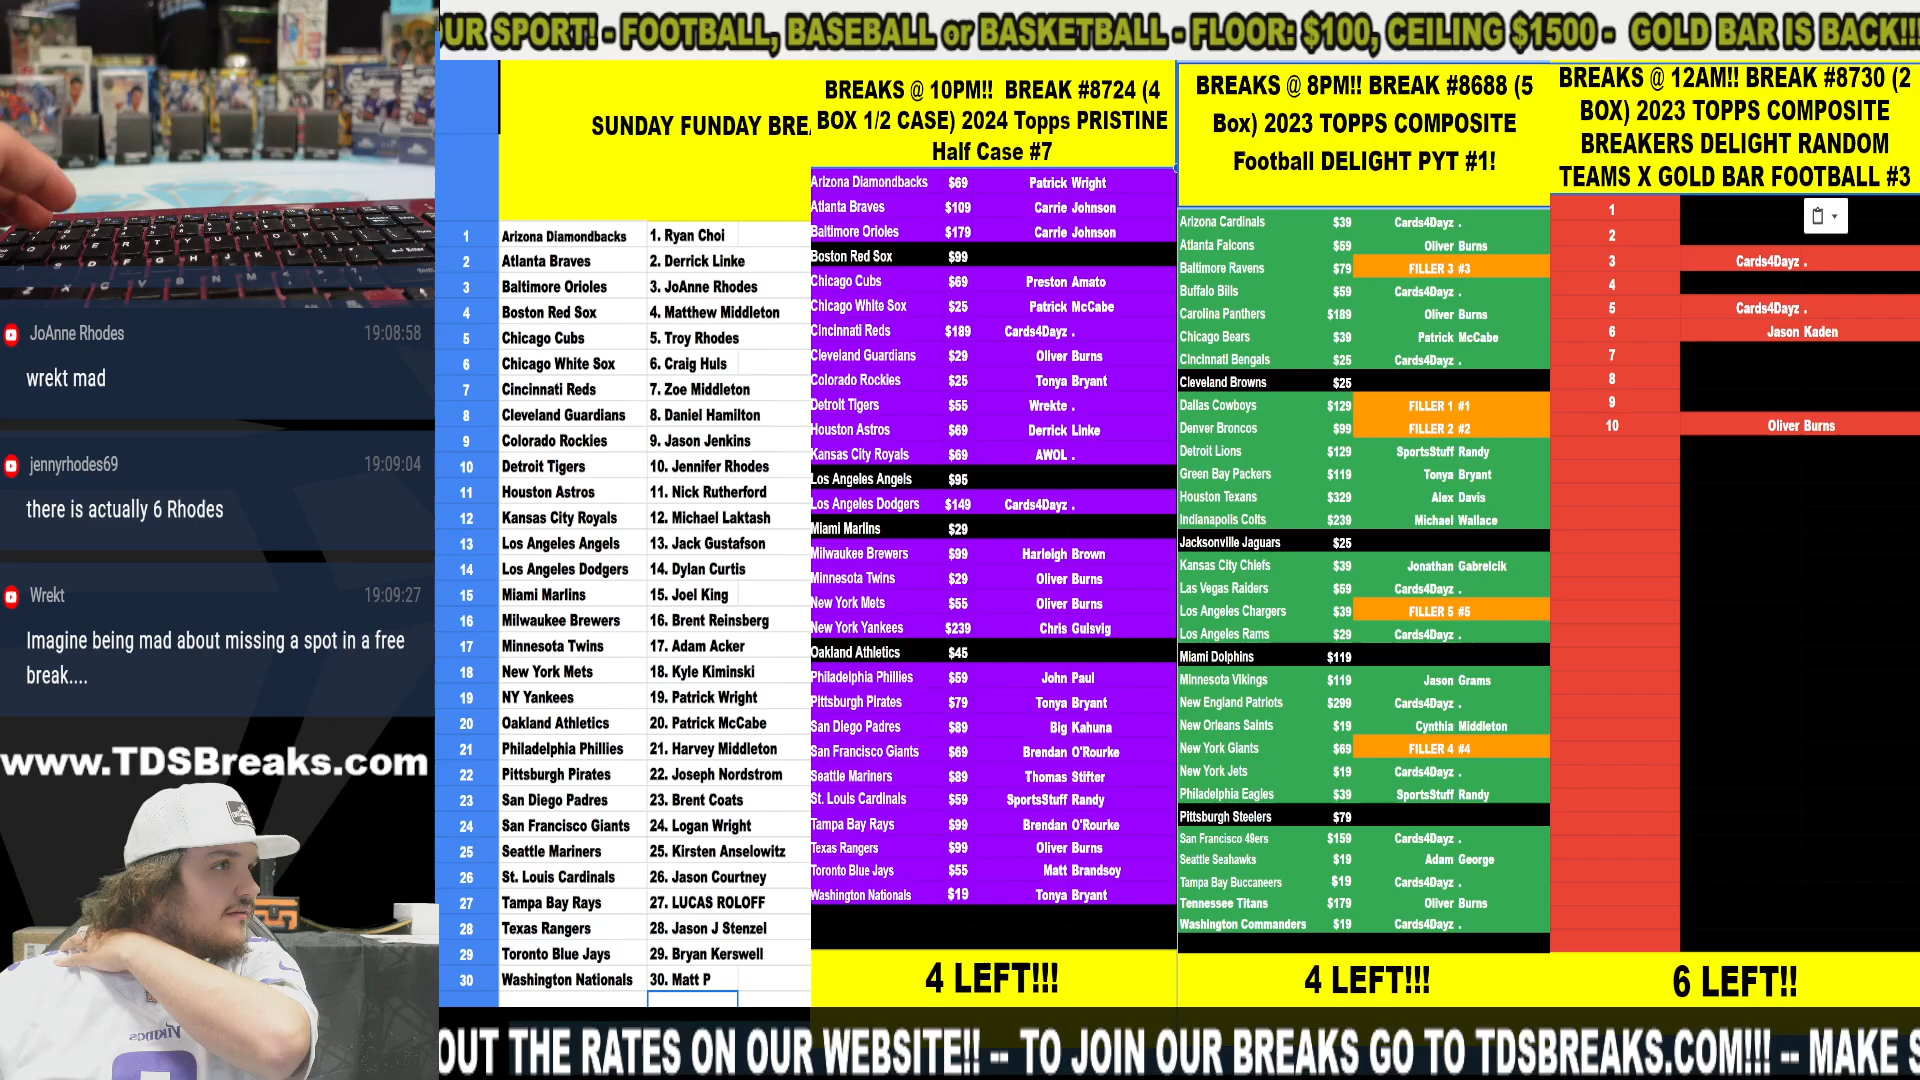 OUR SPORT! - FOOTBALL, BASEBALL or BASKETBALL - FLOOR: $100, CEILING $1500 - GOLD BAR IS BACK!!!
JoAnne Rhodes 19:08:58
wrekt mad
jennyrhodes69 19:09:04
there is actually 6 Rhodes
Wrekt 19:09:27
Imagine being mad about missing a spot in a free
break....
www.TDSBreaks.com
SUNDAY FUNDAY BREA
1 Arizona Diamondbacks 1. Ryan Choi
2 Atlanta Braves 2. Derrick Linke
3 Baltimore Orioles 3. JoAnne Rhodes
4 Boston Red Sox 4. Matthew Middleton
5 Chicago Cubs 5. Troy Rhodes
6 Chicago White Sox 6. Craig Huls
7 Cincinnati Reds 7. Zoe Middleton
8 Cleveland Guardians 8. Daniel Hamilton
9 Colorado Rockies 9. Jason Jenkins
10 Detroit Tigers 10. Jennifer Rhodes
11 Houston Astros 11. Nick Rutherford
12 Kansas City Royals 12. Michael Laktash
13 Los Angeles Angels 13. Jack Gustafson
14 Los Angeles Dodgers 14. Dylan Curtis
15 Miami Marlins 15. Joel King
16 Milwaukee Brewers 16. Brent Reinsberg
17 Minnesota Twins 17. Adam Acker
18 New York Mets 18. Kyle Kiminski
19 NY Yankees 19. Patrick Wright
20 Oakland Athletics 20. Patrick McCabe
21 Philadelphia Phillies 21. Harvey Middleton
22 Pittsburgh Pirates 22. Joseph Nordstrom
23 San Diego Padres 23. Brent Coats
24 San Francisco Giants 24. Logan Wright
25 Seattle Mariners 25. Kirsten Anselowitz
26 St. Louis Cardinals 26. Jason Courtney
27 Tampa Bay Rays 27. LUCAS ROLOFF
28 Texas Rangers 28. Jason J Stenzel
29 Toronto Blue Jays 29. Bryan Kerswell
30 Washington Nationals 30. Matt P
BREAKS @ 10PM!! BREAK #8724 (4
BOX 1/2 CASE) 2024 Topps PRISTINE
Half Case #7
Arizona Diamondbacks $69 Patrick Wright
Atlanta Braves $109 Carrie Johnson
Baltimore Orioles $179 Carrie Johnson
Boston Red Sox $99
Chicago Cubs $69 Preston Amato
Chicago White Sox $25 Patrick McCabe
Cincinnati Reds $189 Cards4Dayz .
Cleveland Guardians $29 Oliver Burns
Colorado Rockies $25 Tonya Bryant
Detroit Tigers $55 Wrekte .
Houston Astros $69 Derrick Linke
Kansas City Royals $69 AWOL .
Los Angeles Angels $95
Los Angeles Dodgers $149 Cards4Dayz .
Miami Marlins $29
Milwaukee Brewers $99 Harleigh Brown
Minnesota Twins $29 Oliver Burns
New York Mets $55 Oliver Burns
New York Yankees $239 Chris Gulsvig
Oakland Athletics $45
Philadelphia Phillies $59 John Paul
Pittsburgh Pirates $79 Tonya Bryant
San Diego Padres $89 Big Kahuna
San Francisco Giants $69 Brendan O'Rourke
Seattle Mariners $89 Thomas Stifter
St. Louis Cardinals $59 SportsStuff Randy
Tampa Bay Rays $99 Brendan O'Rourke
Texas Rangers $99 Oliver Burns
Toronto Blue Jays $55 Matt Brandsoy
Washington Nationals $19 Tonya Bryant
4 LEFT!!!
BREAKS @ 8PM!! BREAK #8688 (5
Box) 2023 TOPPS COMPOSITE
Football DELIGHT PYT #1!
Arizona Cardinals $39 Cards4Dayz .
Atlanta Falcons $59 Oliver Burns
Baltimore Ravens $79 FILLER 3 #3
Buffalo Bills $59 Cards4Dayz .
Carolina Panthers $189 Oliver Burns
Chicago Bears $39 Patrick McCabe
Cincinnati Bengals $25 Cards4Dayz .
Cleveland Browns $25
Dallas Cowboys $129 FILLER 1 #1
Denver Broncos $99 FILLER 2 #2
Detroit Lions $129 SportsStuff Randy
Green Bay Packers $119 Tonya Bryant
Houston Texans $329 Alex Davis
Indianapolis Colts $239 Michael Wallace
Jacksonville Jaguars $25
Kansas City Chiefs $39 Jonathan Gabreicik
Las Vegas Raiders $59 Cards4Dayz .
Los Angeles Chargers $39 FILLER 5 #5
Los Angeles Rams $29 Cards4Dayz .
Miami Dolphins $119
Minnesota Vikings $119 Jason Grams
New England Patriots $299 Cards4Dayz .
New Orleans Saints $19 Cynthia Middleton
New York Giants $69 FILLER 4 #4
New York Jets $19 Cards4Dayz .
Philadelphia Eagles $39 SportsStuff Randy
Pittsburgh Steelers $79
San Francisco 49ers $159 Cards4Dayz .
Seattle Seahawks $19 Adam George
Tampa Bay Buccaneers $19 Cards4Dayz .
Tennessee Titans $179 Oliver Burns
Washington Commanders $19 Cards4Dayz .
4 LEFT!!!
BREAKS @ 12AM!! BREAK #8730 (2
BOX) 2023 TOPPS COMPOSITE
BREAKERS DELIGHT RANDOM
TEAMS X GOLD BAR FOOTBALL #3
1
2
3 Cards4Dayz .
4
5 Cards4Dayz .
6 Jason Kaden
7
8
9
10 Oliver Burns
6 LEFT!!
OUT THE RATES ON OUR WEBSITE!! -- TO JOIN OUR BREAKS GO TO TDSBREAKS.COM!!! -- MAKE S